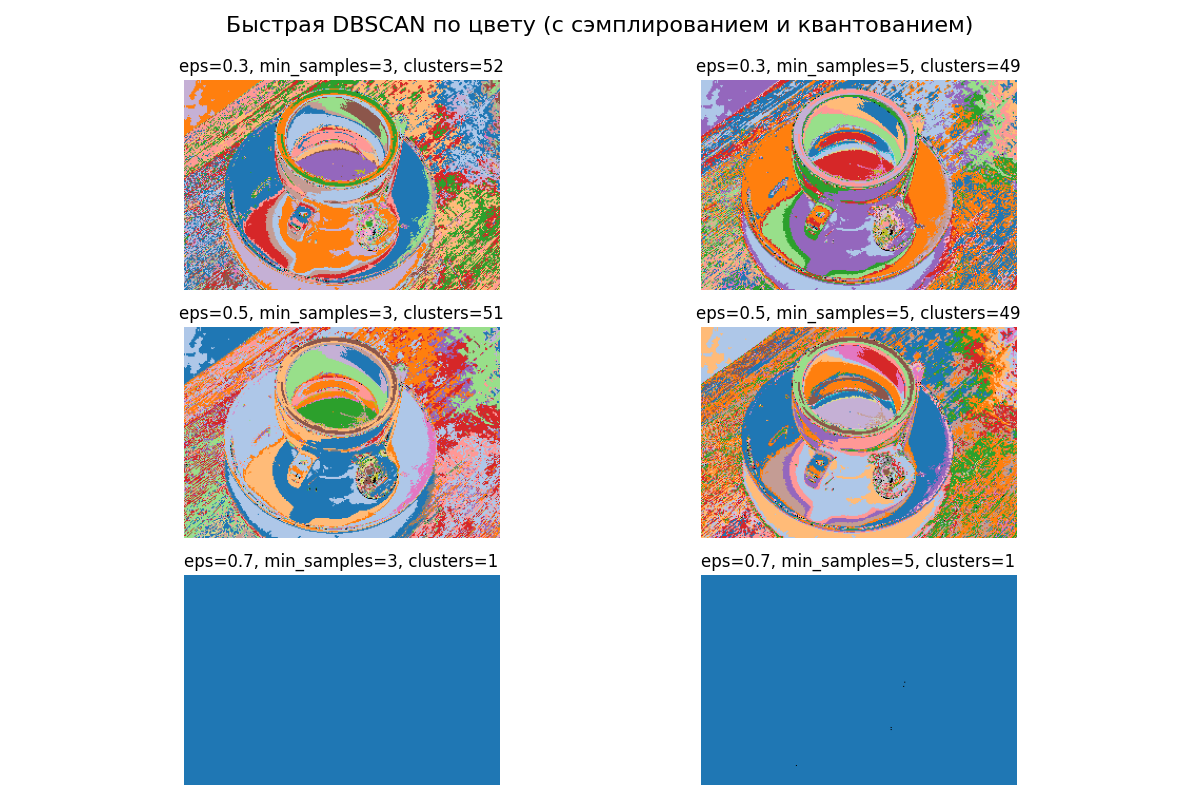 Быстрая DBSCAN по цвету (с сэмплированием и квантованием)
eps=0.3, min_samples=3, clusters=52
eps=0.3, min_samples=5, clusters=49
eps=0.5, min_samples=3, clusters=51
eps=0.5, min_samples=5, clusters=49
eps=0.7, min_samples=3, clusters=1
eps=0.7, min_samples=5, clusters=1